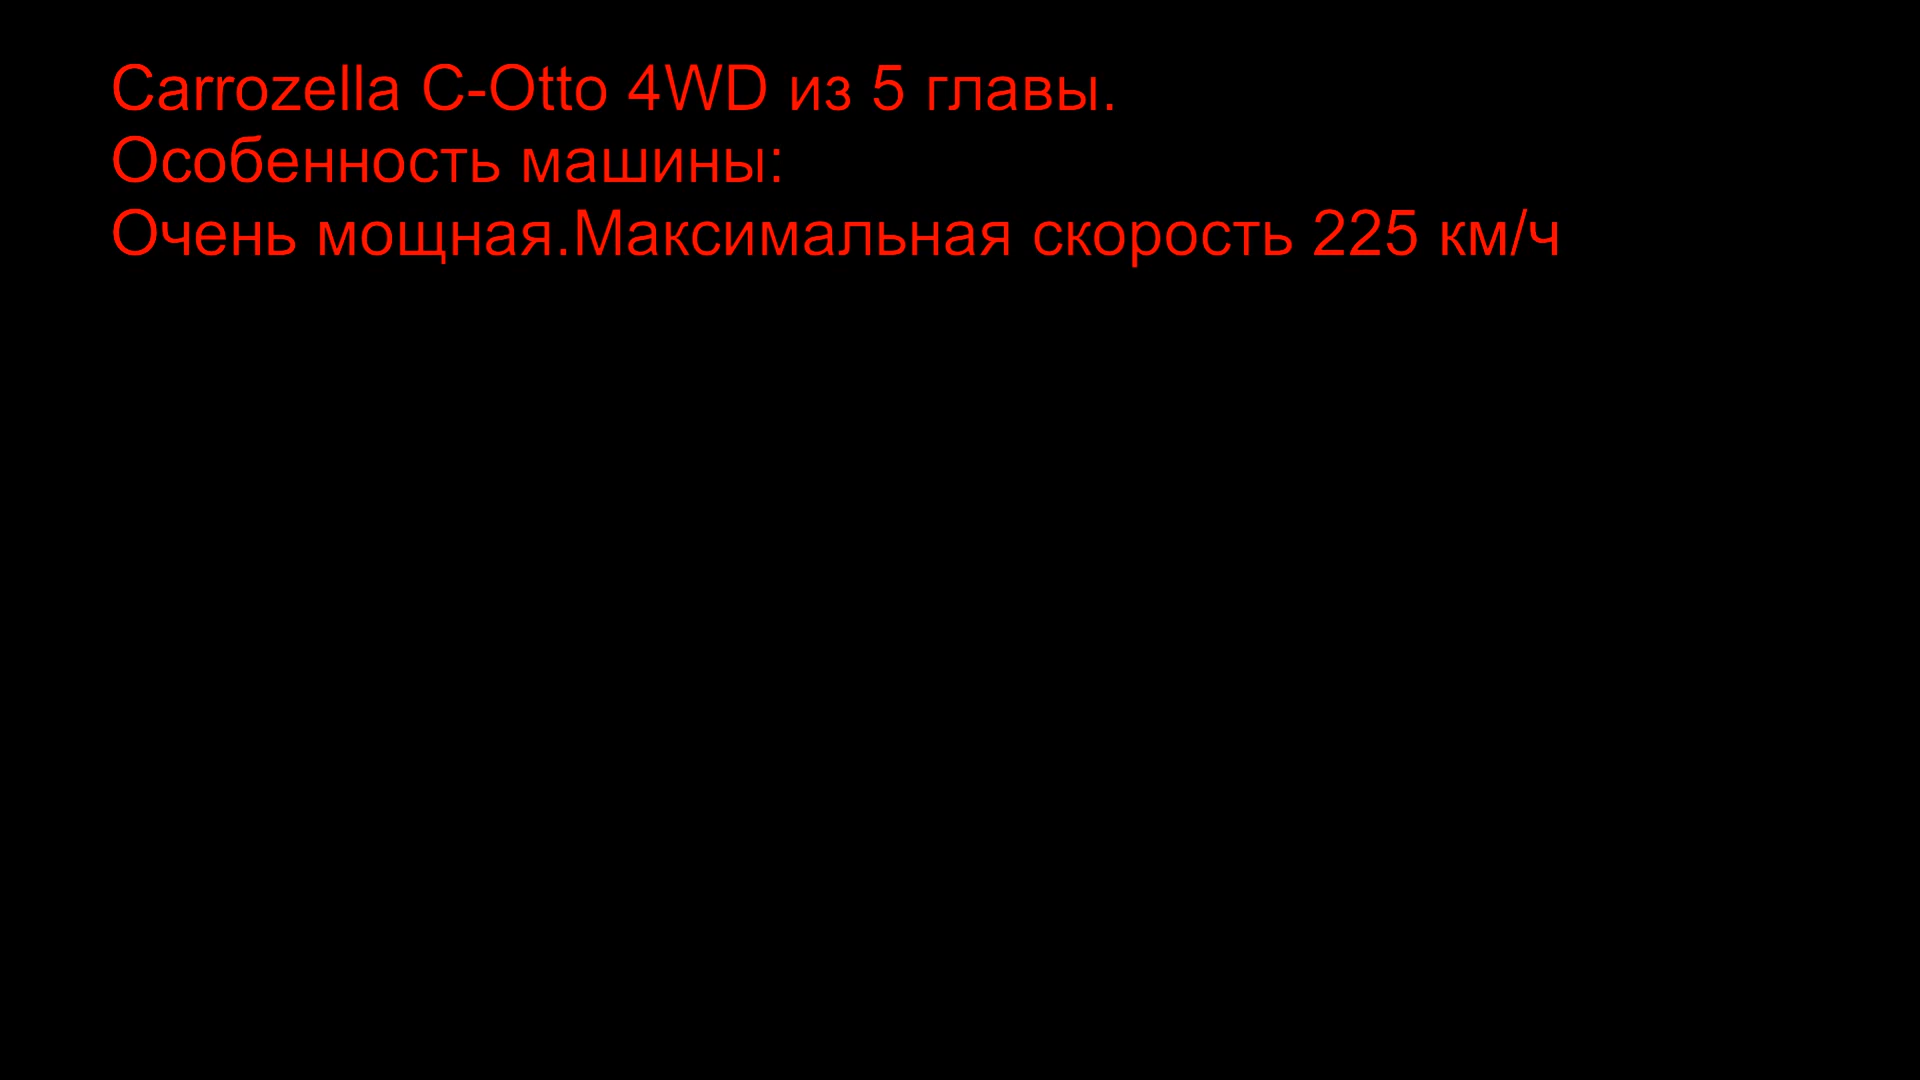 Carrozella C-Otto 4WD из 5 главы.
Особенность машины:
Очень мощная.Максимальная скорость 225 км/ч